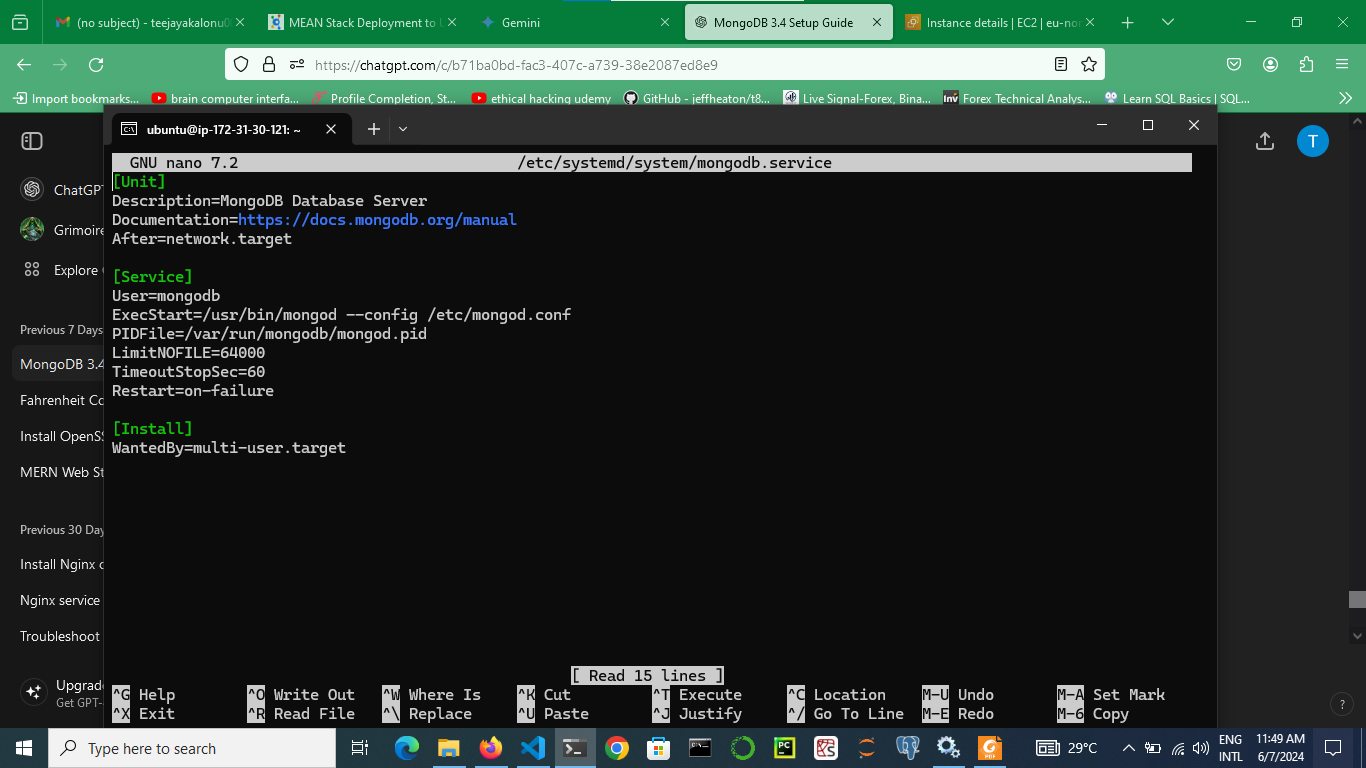 (no subject) - teejayakalonu0
MEAN Stack Deployment to U
Gemini
MongoDB 3.4 Setup Guide
Instance details | EC2 | eu-nor
https://chatgpt.com/c/b71ba0bd-fac3-407c-a739-38e2087ed8e9
Import bookmarks...
brain computer interfa...
Profile Completion, St...
ethical hacking udemy
GitHub - jeffheaton/t8...
Live Signal-Forex, Bina...
Inv
Forex Technical Analys...
Learn SQL Basics | SQL...
ubuntu@ip-172-31-30-121: ~
T
ChatGPT
Grimoire
Explore
Previous 7 Days
MongoDB 3.4
Fahrenheit Co
Install OpenSS
MERN Web St
Previous 30 Day
Install Nginx
Nginx service
Troubleshoot
Upgrade
Get GPT-
GNU nano 7.2 /etc/systemd/system/mongodb.service
[Unit]
Description=MongoDB Database Server
Documentation=https://docs.mongodb.org/manual
After=network.target
[Service]
User=mongodb
ExecStart=/usr/bin/mongod --config /etc/mongod.conf
PIDFile=/var/run/mongodb/mongod.pid
LimitNOFILE=64000
TimeoutStopSec=60
Restart=on-failure
[Install]
WantedBy=multi-user.target
[ Read 15 lines ]
^G Help ^O Write Out ^W Where Is ^K Cut ^T Execute ^C Location M-U Undo M-A Set Mark
^X Exit ^R Read File ^\ Replace ^U Paste ^J Justify ^/ Go To Line M-E Redo M-6 Copy
?
Type here to search
PC
29°C
ENG
INTL
11:49 AM
6/7/2024